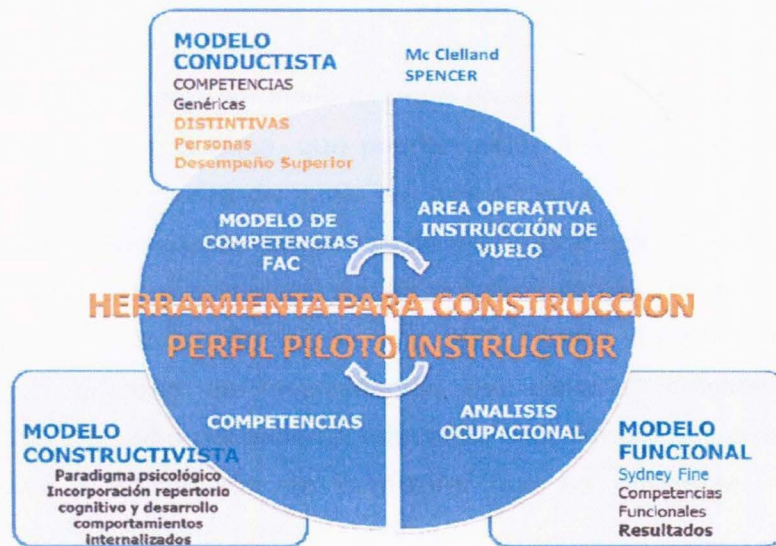 MODELO
CONDUCTISTA
COMPETENCIAS
Genéricas
DISTINTIVAS
Personas
Desempeño Superior
Mc Clelland
SPENCER
MODELO DE
COMPETENCIAS
FAC
AREA OPERATIVA
INSTRUCCIÓN DE
VUELO
HERRAMIENTA PARA CONSTRUCCION
PERFIL PILOTO INSTRUCTOR
COMPETENCIAS
ANALISIS
OCUPACIONAL
MODELO
CONSTRUCTIVISTA
Paradigma psicológico
Incorporación repertorio
cognitivo y desarrollo
comportamientos
internalizados
MODELO
FUNCIONAL
Sydney Fine
Competencias
Funcionales
Resultados